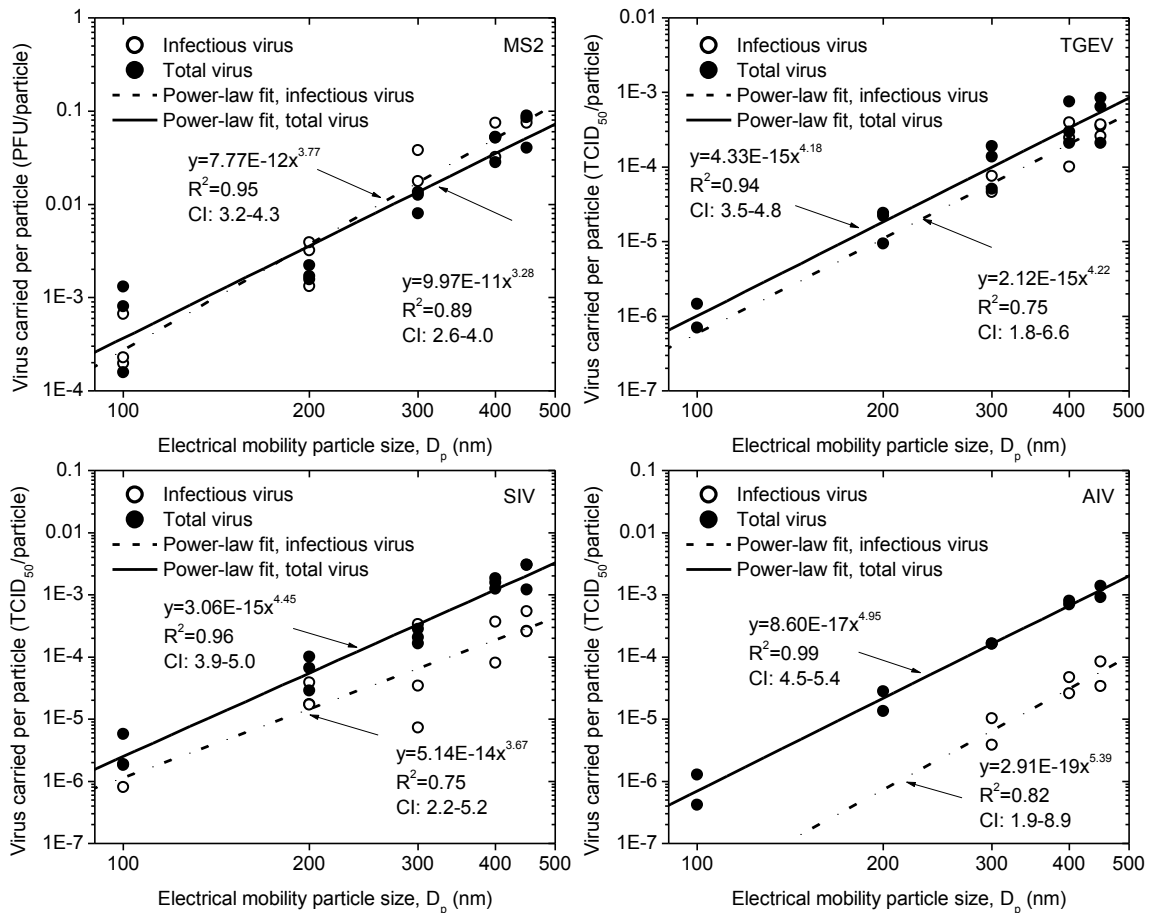 MS2
Infectious virus
Total virus
Power-law fit, infectious virus
Power-law fit, total virus
y=7.77E-12x^3.77
R^2=0.95
CI: 3.2-4.3
y=9.97E-11x^3.28
R^2=0.89
CI: 2.6-4.0
Virus carried per particle (PFU/particle)
1
0.1
0.01
1E-3
1E-4
100 200 300 400 500
Electrical mobility particle size, D_p (nm)
TGEV
Infectious virus
Total virus
Power-law fit, infectious virus
Power-law fit, total virus
y=4.33E-15x^4.18
R^2=0.94
CI: 3.5-4.8
y=2.12E-15x^4.22
R^2=0.75
CI: 1.8-6.6
Virus carried per particle (TCID_50/particle)
0.01
1E-3
1E-4
1E-5
1E-6
1E-7
100 200 300 400 500
Electrical mobility particle size, D_p (nm)
SIV
Infectious virus
Total virus
Power-law fit, infectious virus
Power-law fit, total virus
y=3.06E-15x^4.45
R^2=0.96
CI: 3.9-5.0
y=5.14E-14x^3.67
R^2=0.75
CI: 2.2-5.2
Virus carried per particle (TCID_50/particle)
0.1
0.01
1E-3
1E-4
1E-5
1E-6
1E-7
100 200 300 400 500
Electrical mobility particle size, D_p (nm)
AIV
Infectious virus
Total virus
Power-law fit, infectious virus
Power-law fit, total virus
y=8.60E-17x^4.95
R^2=0.99
CI: 4.5-5.4
y=2.91E-19x^5.39
R^2=0.82
CI: 1.9-8.9
Virus carried per particle (TCID_50/particle)
0.1
0.01
1E-3
1E-4
1E-5
1E-6
1E-7
100 200 300 400 500
Electrical mobility particle size, D_p (nm)